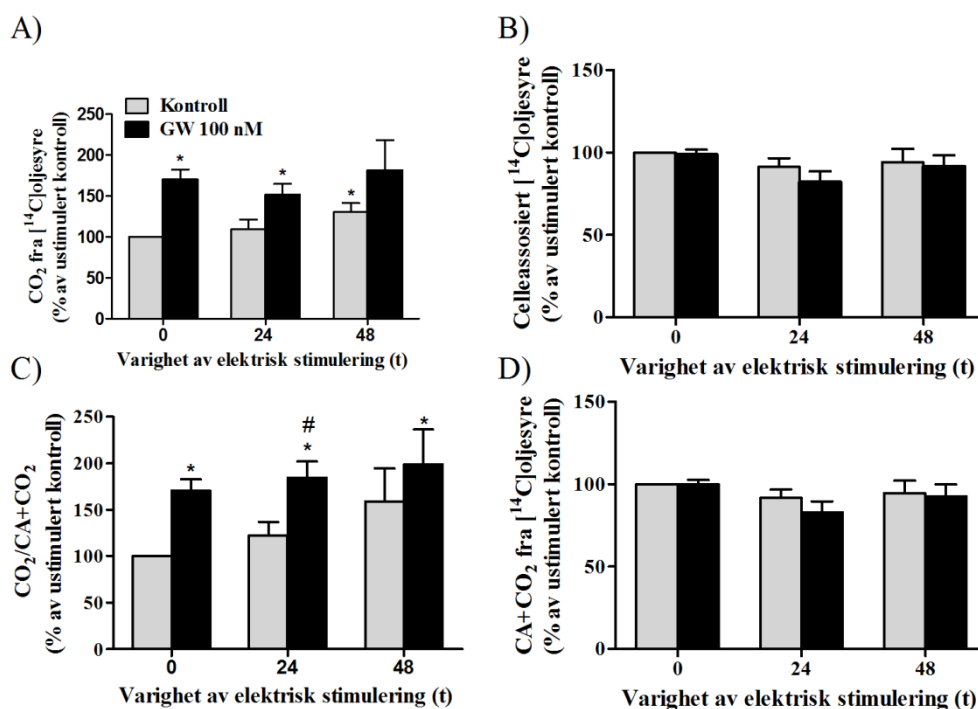 A)
250
200
150
100
50
0
CO2 fra [14C]oljesyre
(% av ustimulert kontroll)
Kontroll
GW 100 nM
*
*
*
0 24 48
Varighet av elektrisk stimulering (t)
B)
150
100
50
0
Celleassosiert [14C]oljesyre
(% av ustimulert kontroll)
0 24 48
Varighet av elektrisk stimulering (t)
C)
250
200
150
100
50
0
CO2/CA+CO2
(% av ustimulert kontroll)
*
#
*
*
0 24 48
Varighet av elektrisk stimulering (t)
D)
150
100
50
0
CA+CO2 fra [14C]oljesyre
(% av ustimulert kontroll)
0 24 48
Varighet av elektrisk stimulering (t)